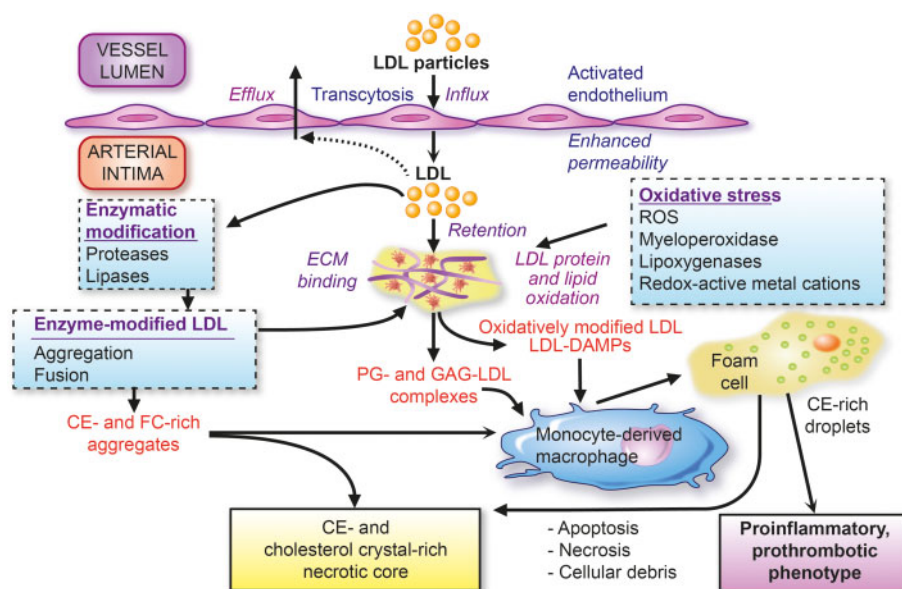 VESSEL
LUMEN
LDL particles
Efflux
Transcytosis
Influx
Activated
endothelium
Enhanced
permeability
ARTERIAL
INTIMA
LDL
Enzymatic
modification
Proteases
Lipases
Retention
ECM
binding
LDL protein
and lipid
oxidation
Oxidative stress
ROS
Myeloperoxidase
Lipoxygenases
Redox-active metal cations
Enzyme-modified LDL
Aggregation
Fusion
Oxidatively modified LDL
LDL-DAMPs
PG- and GAG-LDL
complexes
Foam
cell
CE-rich
droplets
CE- and FC-rich
aggregates
Monocyte-derived
macrophage
CE- and
cholesterol crystal-rich
necrotic core
- Apoptosis
- Necrosis
- Cellular debris
Proinflammatory,
prothrombotic
phenotype